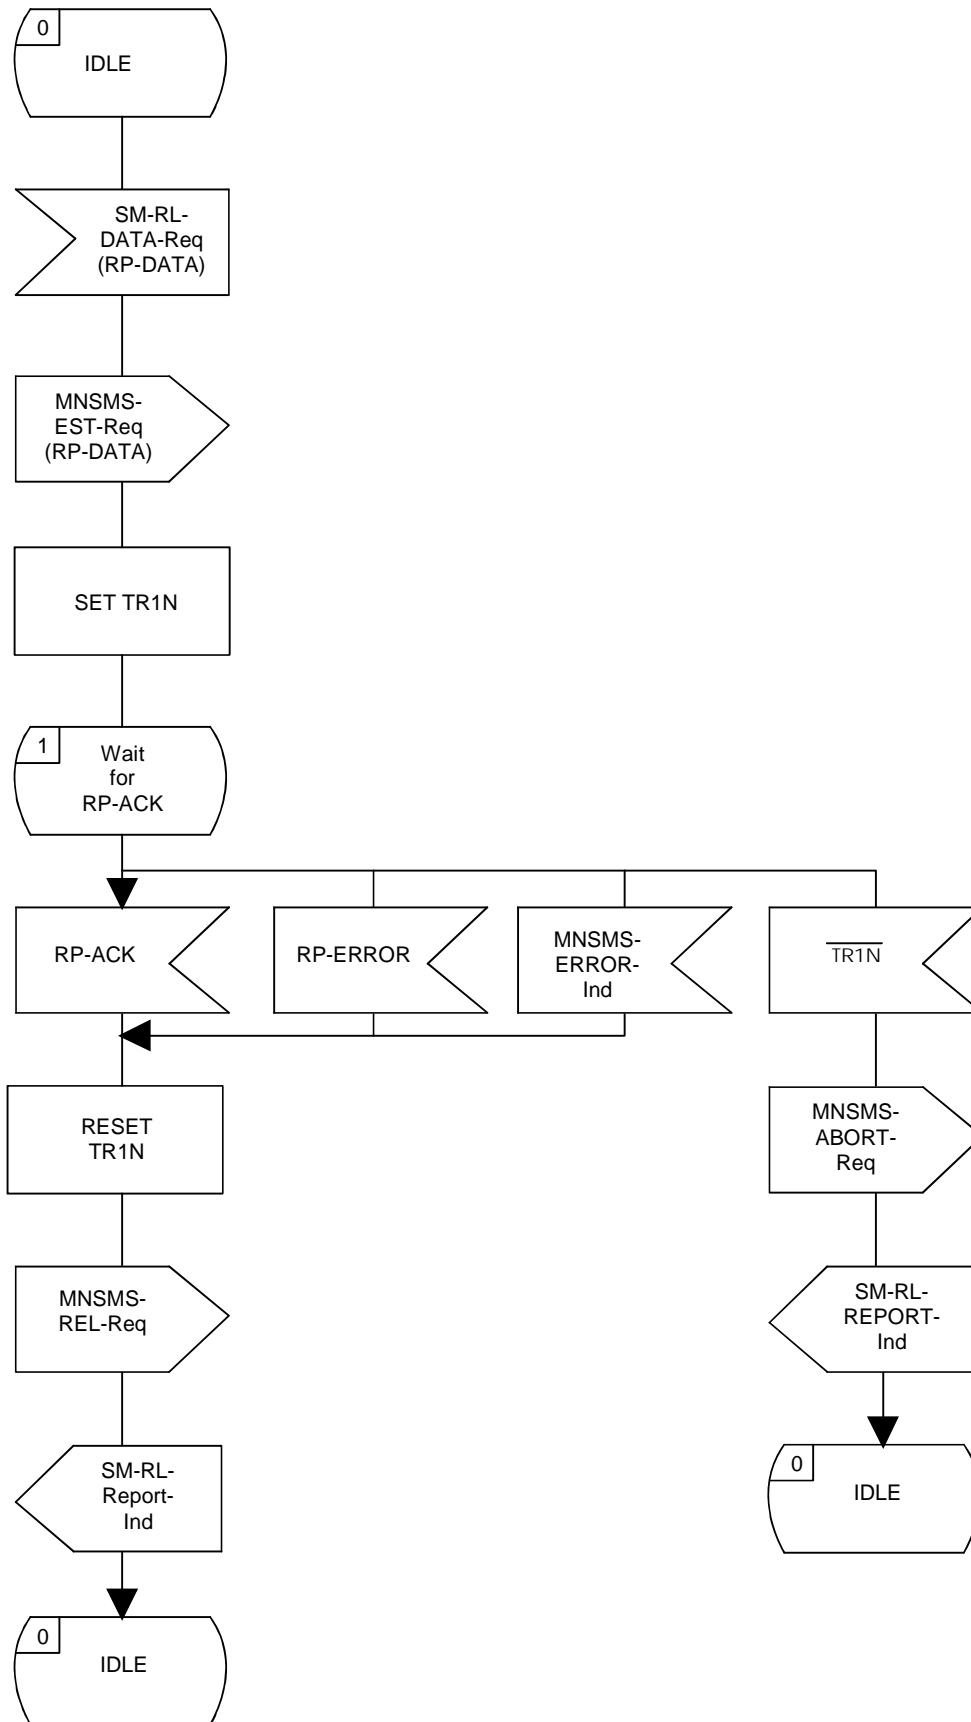 0
IDLE
SM-RL-
DATA-Req
(RP-DATA)
MNSMS-
EST-Req
(RP-DATA)
SET TR1N
1
Wait
for
RP-ACK
RP-ACK
RP-ERROR
MNSMS-
ERROR-
Ind
TR1N
RESET
TR1N
MNSMS-
ABORT-
Req
MNSMS-
REL-Req
SM-RL-
REPORT-
Ind
SM-RL-
Report-
Ind
0
IDLE
0
IDLE